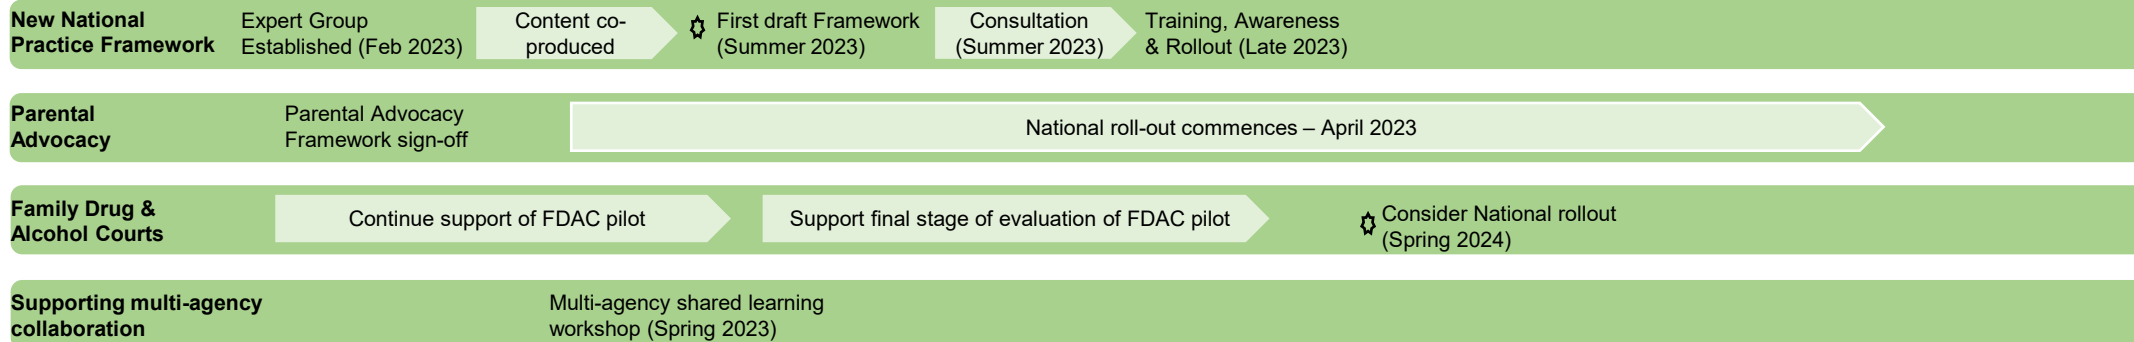 New National
Practice Framework
Expert Group
Established (Feb 2023)
Content co-
produced
First draft Framework
(Summer 2023)
Consultation
(Summer 2023)
Training, Awareness
& Rollout (Late 2023)
Parental
Advocacy
Parental Advocacy
Framework sign-off
National roll-out commences – April 2023
Family Drug &
Alcohol Courts
Continue support of FDAC pilot
Support final stage of evaluation of FDAC pilot
Consider National rollout
(Spring 2024)
Supporting multi-agency
collaboration
Multi-agency shared learning
workshop (Spring 2023)